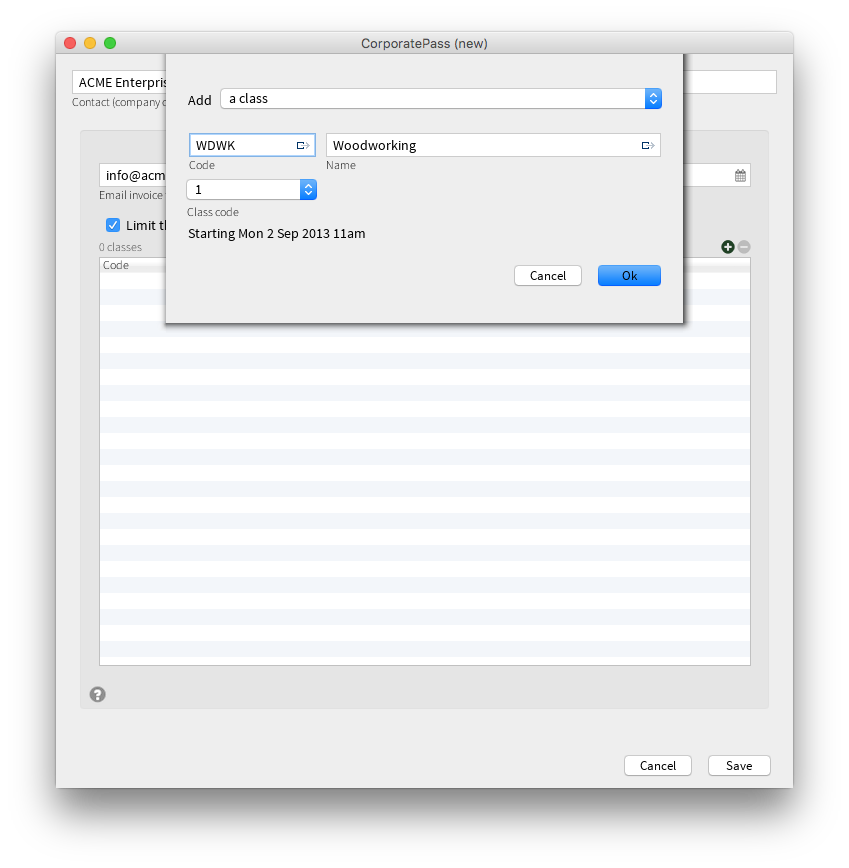 CorporatePass (new)
ACME Enterpris
Contact (company o
Add a class
WDWK Woodworking
Code Name
info@acm
1
Email invoice
Class code
Limit th
Starting Mon 2 Sep 2013 11am
0 classes
Code
Cancel Ok
?
Cancel Save